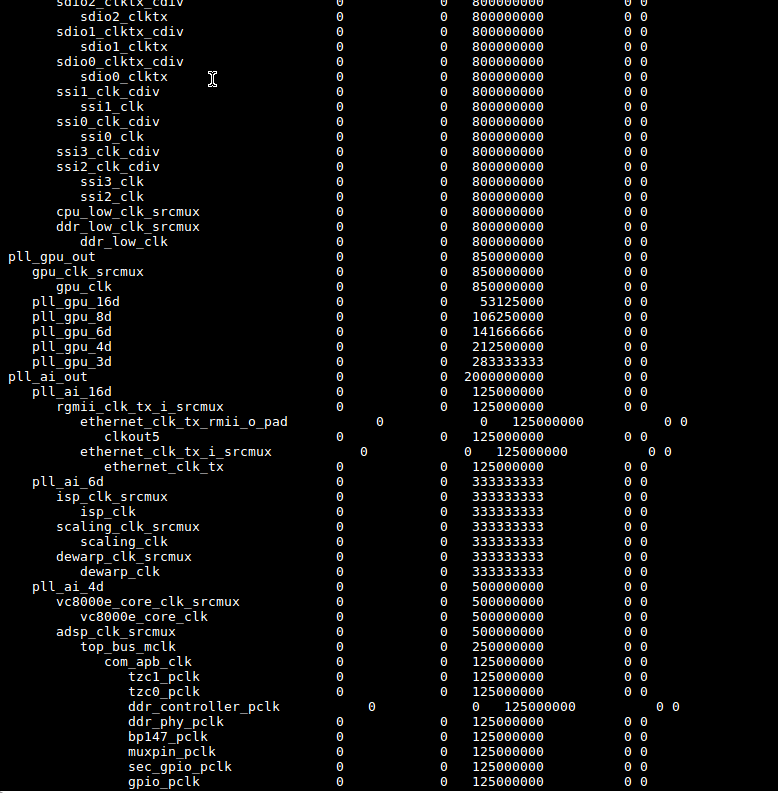 sdio2_clktx_cdiv 0 0 800000000 0 0
sdio2_clktx 0 0 800000000 0 0
sdio1_clktx_cdiv 0 0 800000000 0 0
sdio1_clktx 0 0 800000000 0 0
sdio0_clktx_cdiv 0 0 800000000 0 0
sdio0_clktx 0 0 800000000 0 0
ssi1_clk_cdiv 0 0 800000000 0 0
ssi1_clk 0 0 800000000 0 0
ssi0_clk_cdiv 0 0 800000000 0 0
ssi0_clk 0 0 800000000 0 0
ssi3_clk_cdiv 0 0 800000000 0 0
ssi2_clk_cdiv 0 0 800000000 0 0
ssi3_clk 0 0 800000000 0 0
ssi2_clk 0 0 800000000 0 0
cpu_low_clk_srcmux 0 0 800000000 0 0
ddr_low_clk_srcmux 0 0 800000000 0 0
ddr_low_clk 0 0 800000000 0 0
pll_gpu_out 0 0 850000000 0 0
gpu_clk_srcmux 0 0 850000000 0 0
gpu_clk 0 0 850000000 0 0
pll_gpu_16d 0 0 53125000 0 0
pll_gpu_8d 0 0 106250000 0 0
pll_gpu_6d 0 0 141666666 0 0
pll_gpu_4d 0 0 212500000 0 0
pll_gpu_3d 0 0 283333333 0 0
pll_ai_out 0 0 2000000000 0 0
pll_ai_16d 0 0 125000000 0 0
rgmii_clk_tx_i_srcmux 0 0 125000000 0 0
ethernet_clk_tx_rmii_o_pad 0 0 125000000 0 0
clkout5 0 0 125000000 0 0
ethernet_clk_tx_i_srcmux 0 0 125000000 0 0
ethernet_clk_tx 0 0 125000000 0 0
pll_ai_6d 0 0 333333333 0 0
isp_clk_srcmux 0 0 333333333 0 0
isp_clk 0 0 333333333 0 0
scaling_clk_srcmux 0 0 333333333 0 0
scaling_clk 0 0 333333333 0 0
dewarp_clk_srcmux 0 0 333333333 0 0
dewarp_clk 0 0 333333333 0 0
pll_ai_4d 0 0 500000000 0 0
vc8000e_core_clk_srcmux 0 0 500000000 0 0
vc8000e_core_clk 0 0 500000000 0 0
adsp_clk_srcmux 0 0 500000000 0 0
top_bus_mclk 0 0 250000000 0 0
com_apb_clk 0 0 125000000 0 0
tzc1_pclk 0 0 125000000 0 0
tzc0_pclk 0 0 125000000 0 0
ddr_controller_pclk 0 0 125000000 0 0
ddr_phy_pclk 0 0 125000000 0 0
bp147_pclk 0 0 125000000 0 0
muxpin_pclk 0 0 125000000 0 0
sec_gpio_pclk 0 0 125000000 0 0
gpio_pclk 0 0 125000000 0 0